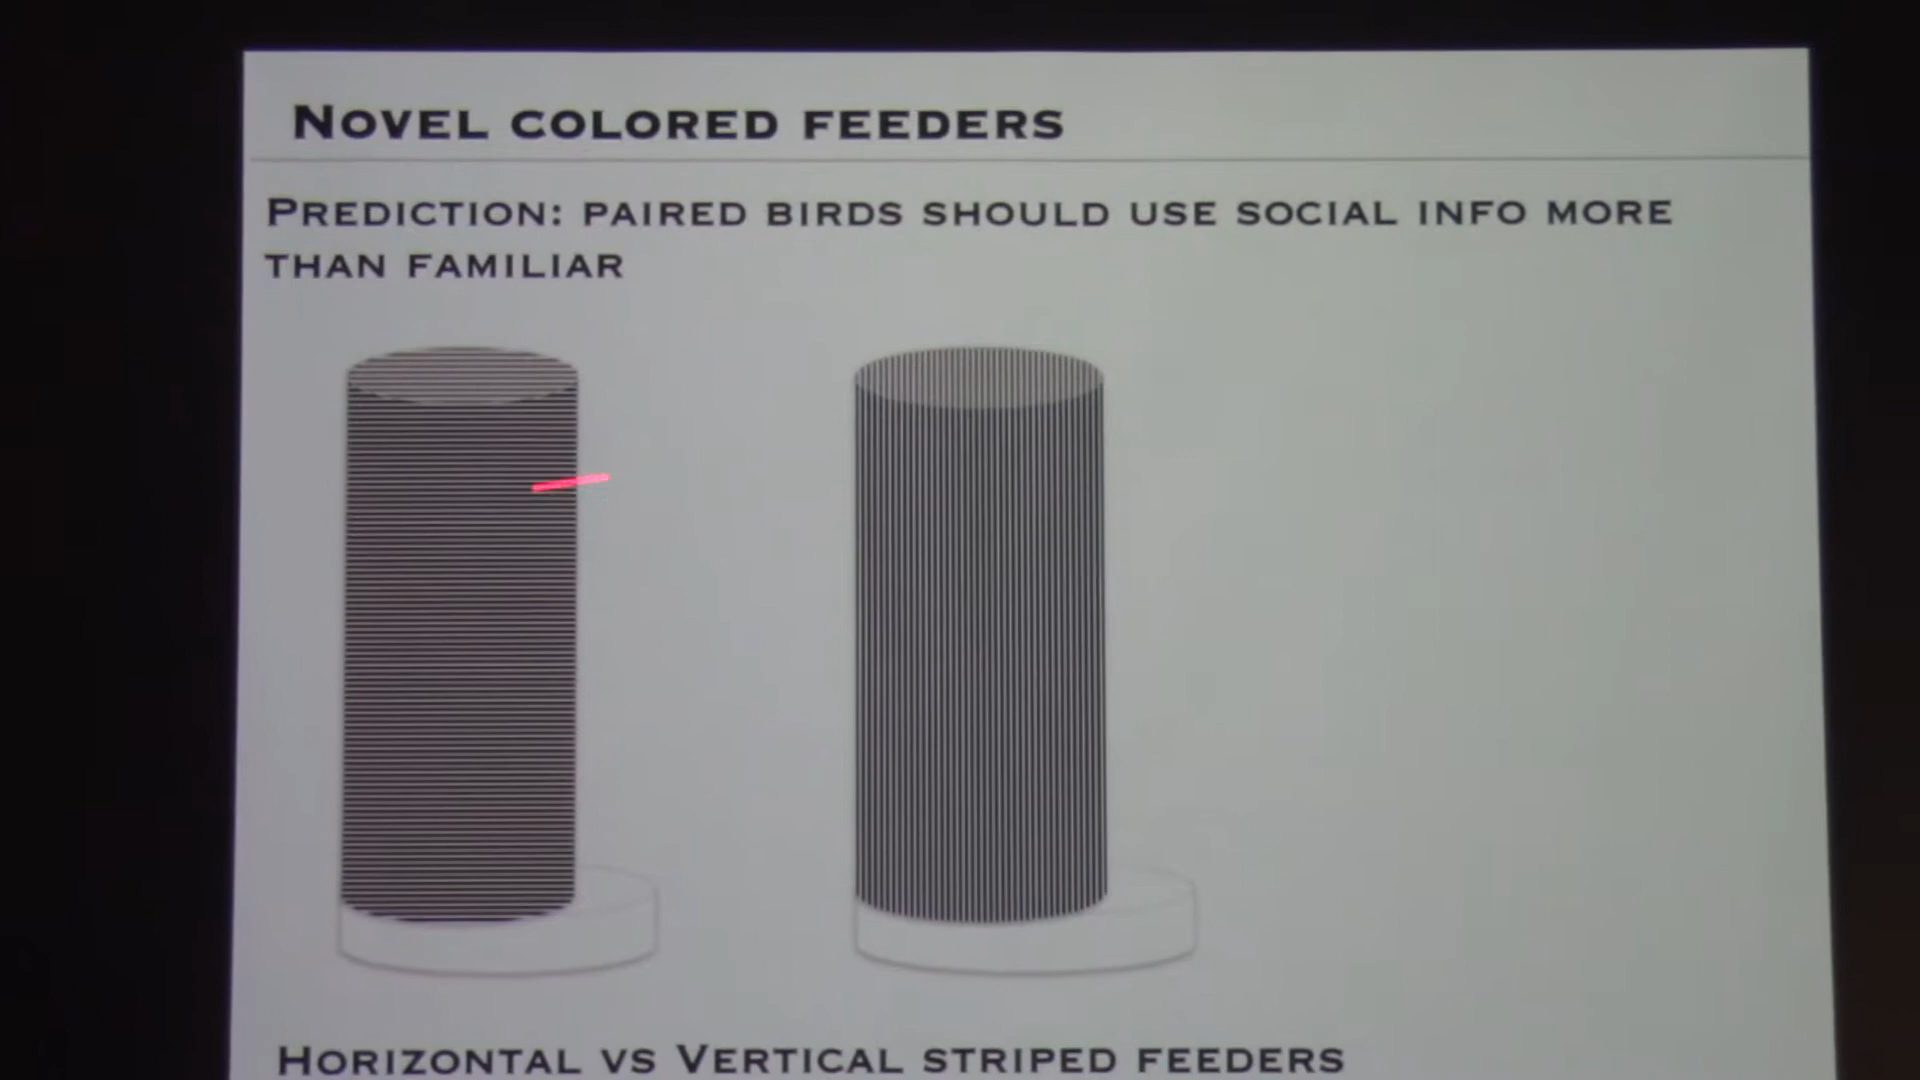 Novel colored feeders
Prediction: paired birds should use social info more
than familiar
Horizontal vs Vertical striped feeders